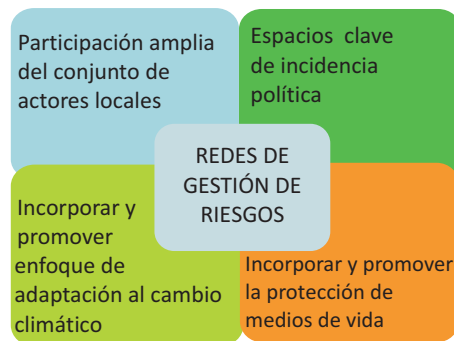 Participación amplia
del conjunto de
actores locales
Espacios clave
de incidencia
política
REDES DE
GESTIÓN DE
RIESGOS
Incorporar y
promover
enfoque de
adaptación al cambio
climático
Incorporar y promover
la protección de
medios de vida